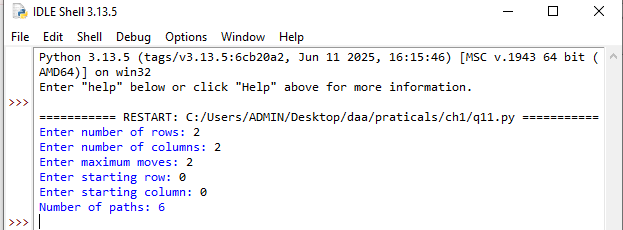 IDLE Shell 3.13.5
File Edit Shell Debug Options Window Help
Python 3.13.5 (tags/v3.13.5:6cb20a2, Jun 11 2025, 16:15:46) [MSC v.1943 64 bit (
AMD64)] on win32
Enter "help" below or click "Help" above for more information.
>>>
=========== RESTART: C:/Users/ADMIN/Desktop/daa/praticals/ch1/q11.py ===========
Enter number of rows: 2
Enter number of columns: 2
Enter maximum moves: 2
Enter starting row: 0
Enter starting column: 0
Number of paths: 6
>>>